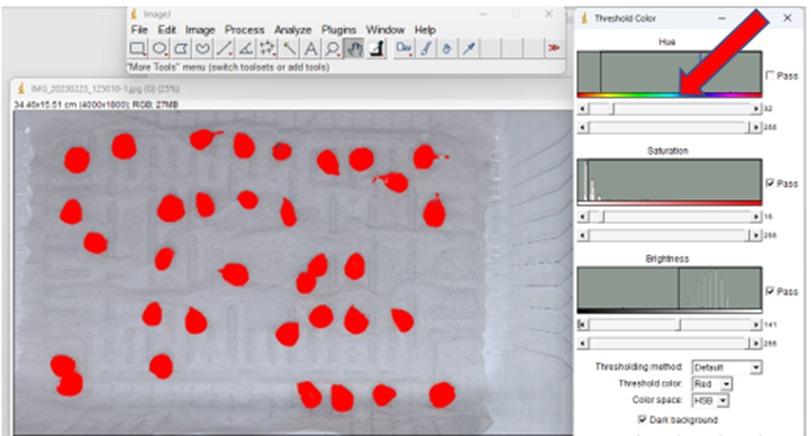 ImageJ
File Edit Image Process Analyze Plugins Window Help
"More Tools" menu (switch toolsets or add tools)
IMG_20230223_125010-1.jpg (G) (25%)
34.46x15.51 cm (4000x1800); RGB; 27MB
Threshold Color
Hue
Pass
32
255
Saturation
Pass
16
255
Brightness
Pass
141
255
Thresholding method: Default
Threshold color: Red
Color space: HSB
Dark background